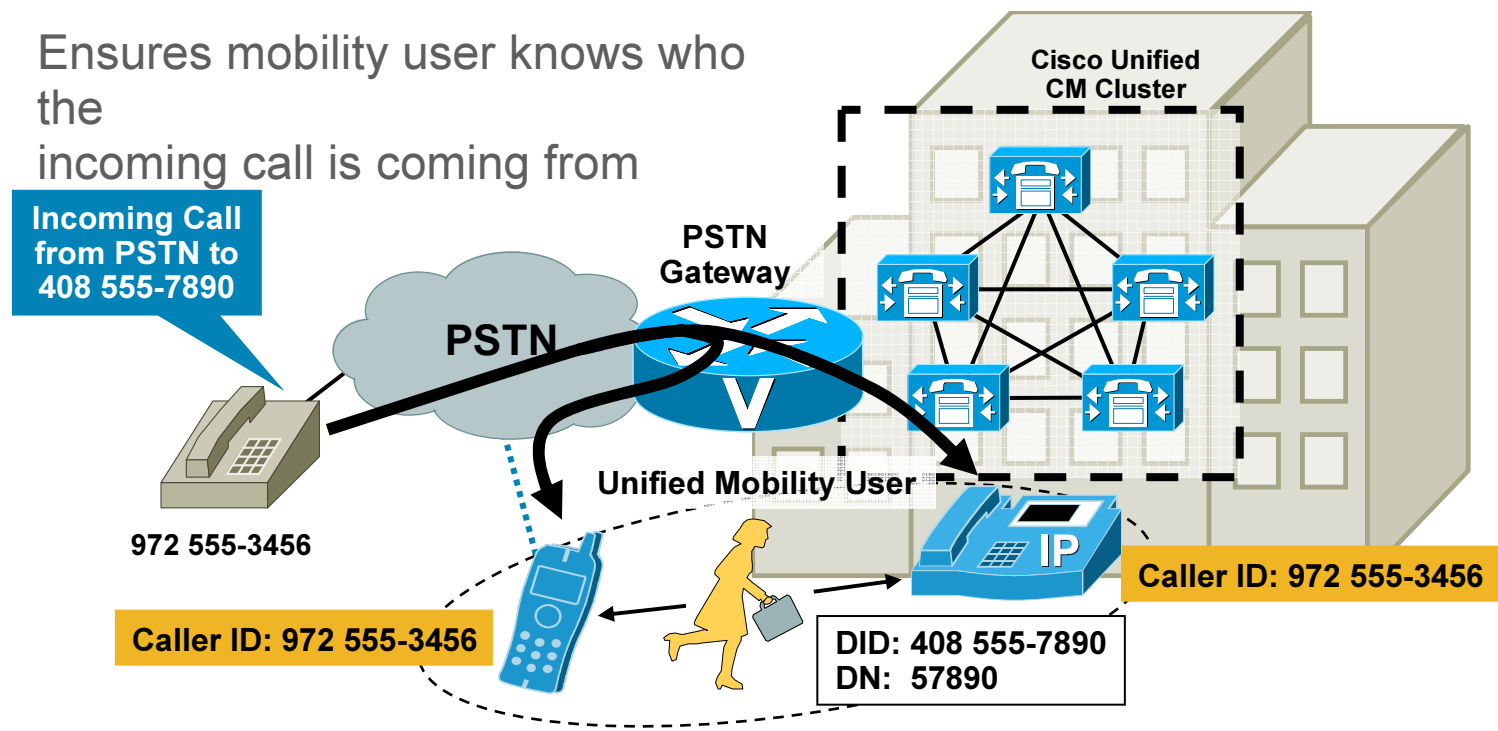 Ensures mobility user knows who
the
incoming call is coming from
Cisco Unified
CM Cluster
Incoming Call
from PSTN to
408 555-7890
PSTN
Gateway
PSTN
V
Unified Mobility User
972 555-3456
IP
Caller ID: 972 555-3456
Caller ID: 972 555-3456
DID: 408 555-7890
DN: 57890